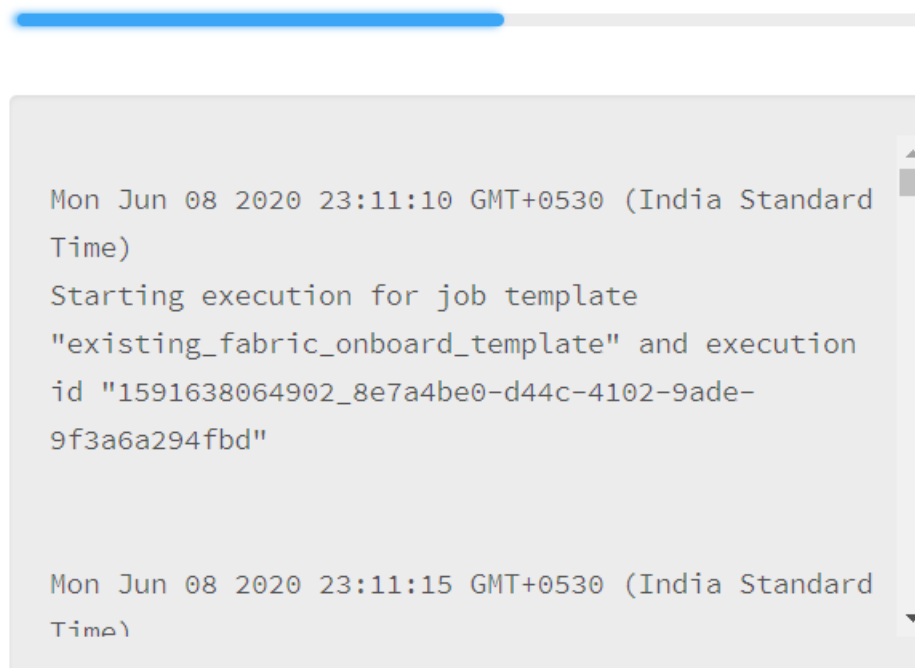 Mon Jun 08 2020 23:11:10 GMT+0530 (India Standard
Time)
Starting execution for job template
"existing_fabric_onboard_template" and execution
id "1591638064902_8e7a4be0-d44c-4102-9ade-
9f3a6a294fbd"
Mon Jun 08 2020 23:11:15 GMT+0530 (India Standard
Time)